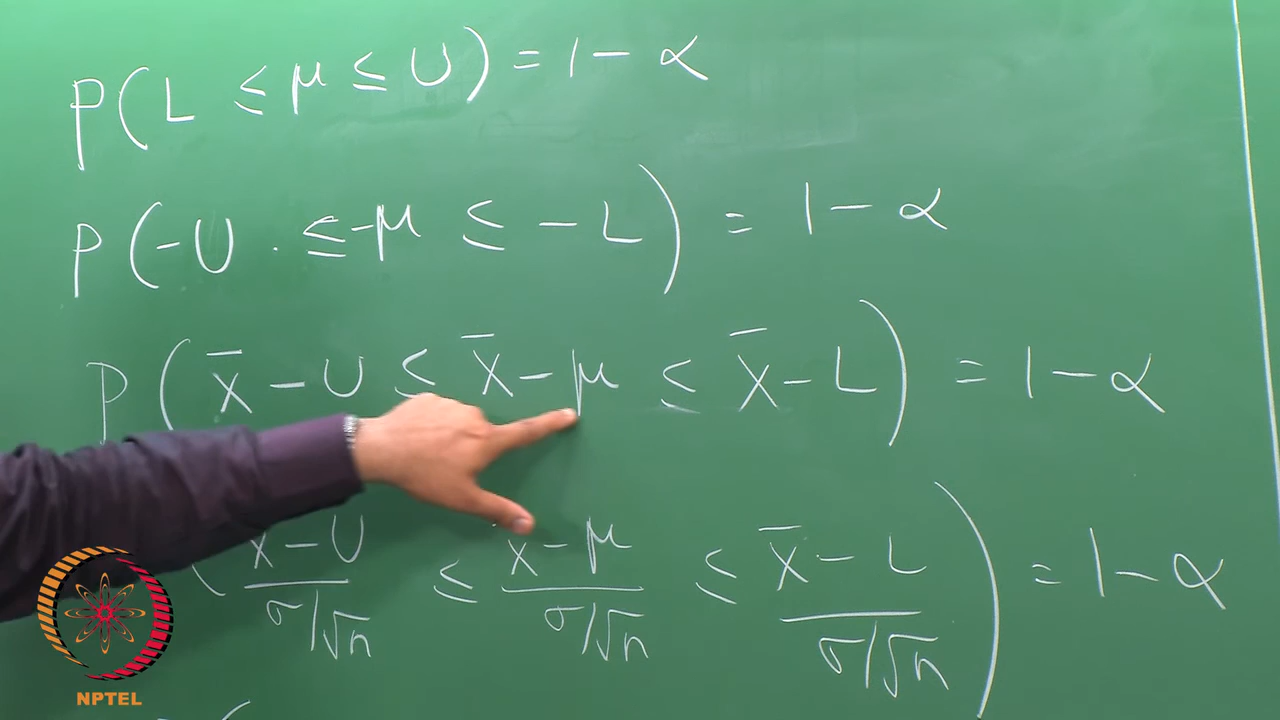 P(L ≤ μ ≤ U) = 1 - α
P(-U . ≤ -μ ≤ -L) = 1 - α
P(x̄ - U ≤ x̄ - μ ≤ x̄ - L) = 1 - α
(x - U / σ/√n ≤ x - μ / σ/√n ≤ x̄ - L / σ/√n) = 1 - α
(
NPTEL